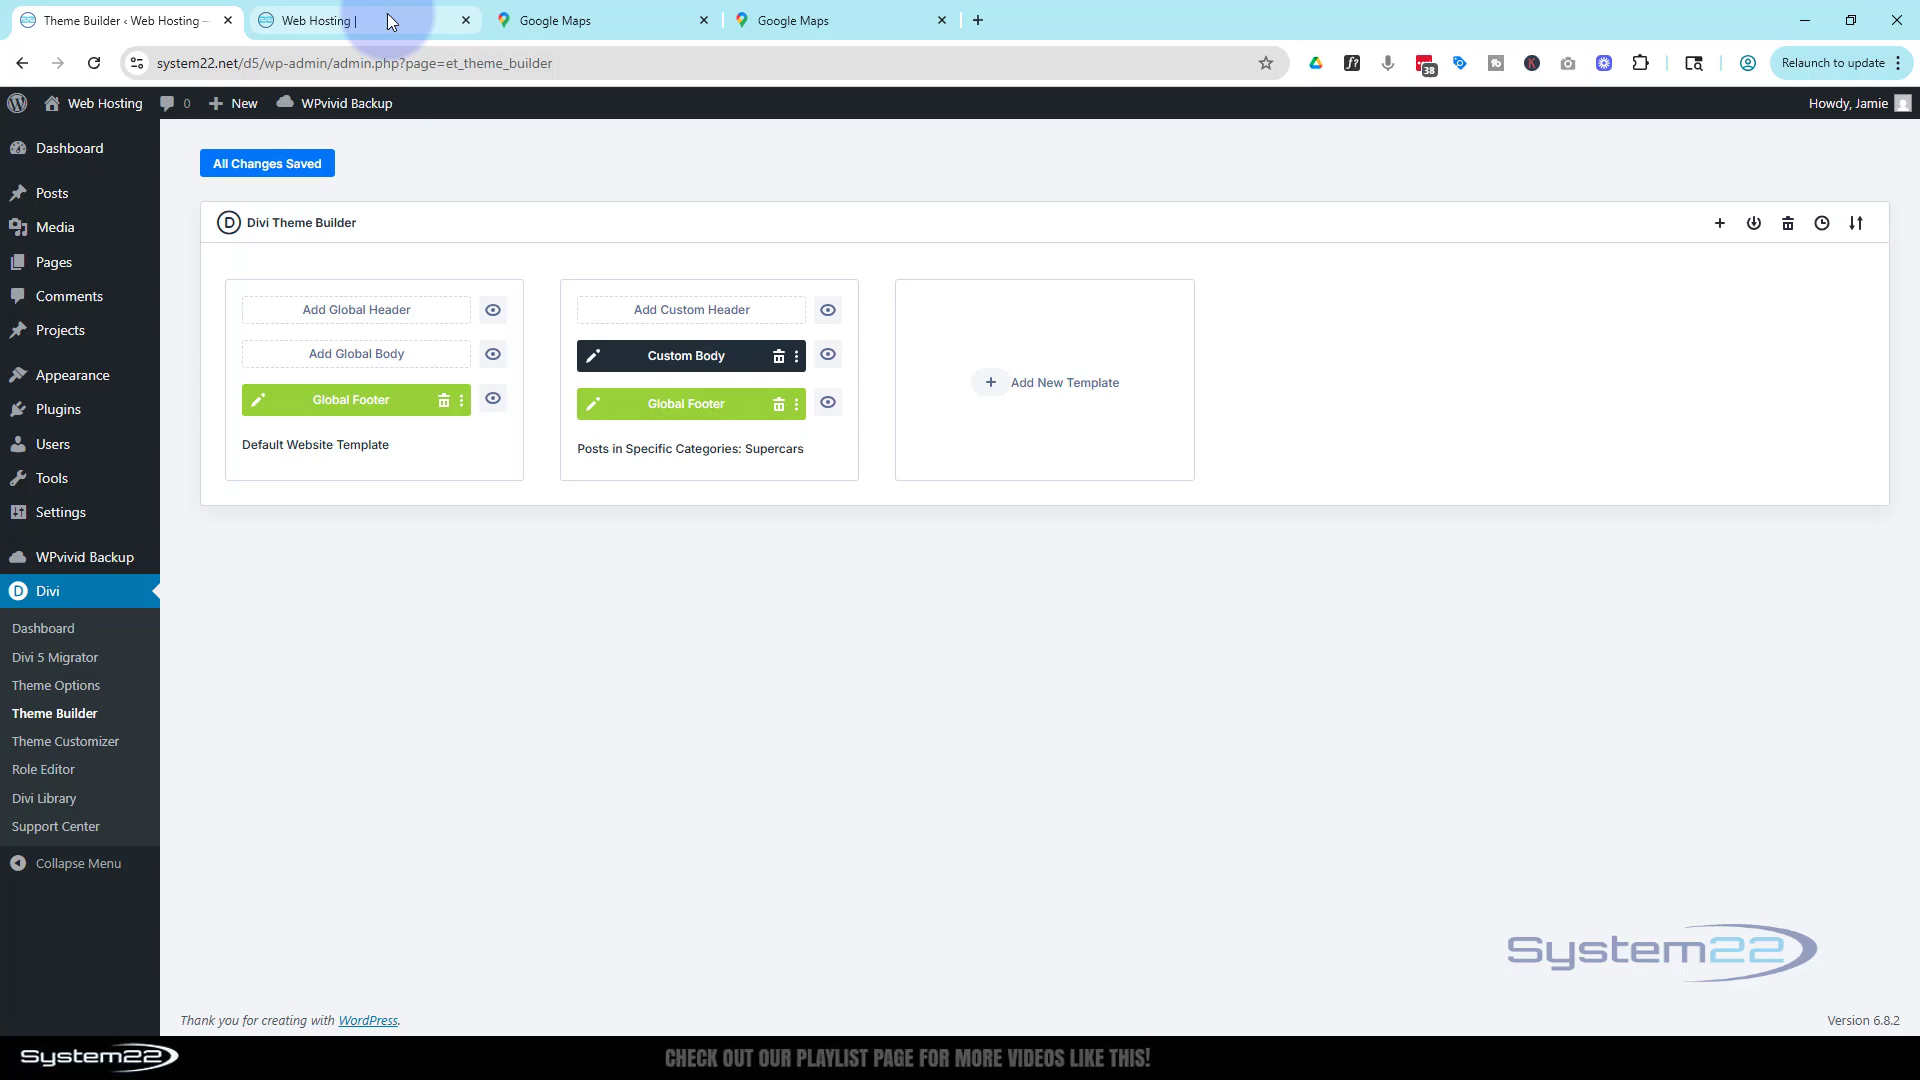 Theme Builder ‹ Web Hosting —
Web Hosting |
Google Maps
Google Maps
system22.net/d5/wp-admin/admin.php?page=et_theme_builder
38
Relaunch to update
Web Hosting
0
New
WPvivid Backup
Howdy, Jamie
Dashboard
Posts
Media
Pages
Comments
Projects
Appearance
Plugins
Users
Tools
Settings
WPvivid Backup
Divi
Dashboard
Divi 5 Migrator
Theme Options
Theme Builder
Theme Customizer
Role Editor
Divi Library
Support Center
Collapse Menu
All Changes Saved
D Divi Theme Builder
Add Global Header
Add Global Body
Global Footer
Default Website Template
Add Custom Header
Custom Body
Global Footer
Posts in Specific Categories: Supercars
Add New Template
System22
Thank you for creating with WordPress.
Version 6.8.2
System22
CHECK OUT OUR PLAYLIST PAGE FOR MORE VIDEOS LIKE THIS!